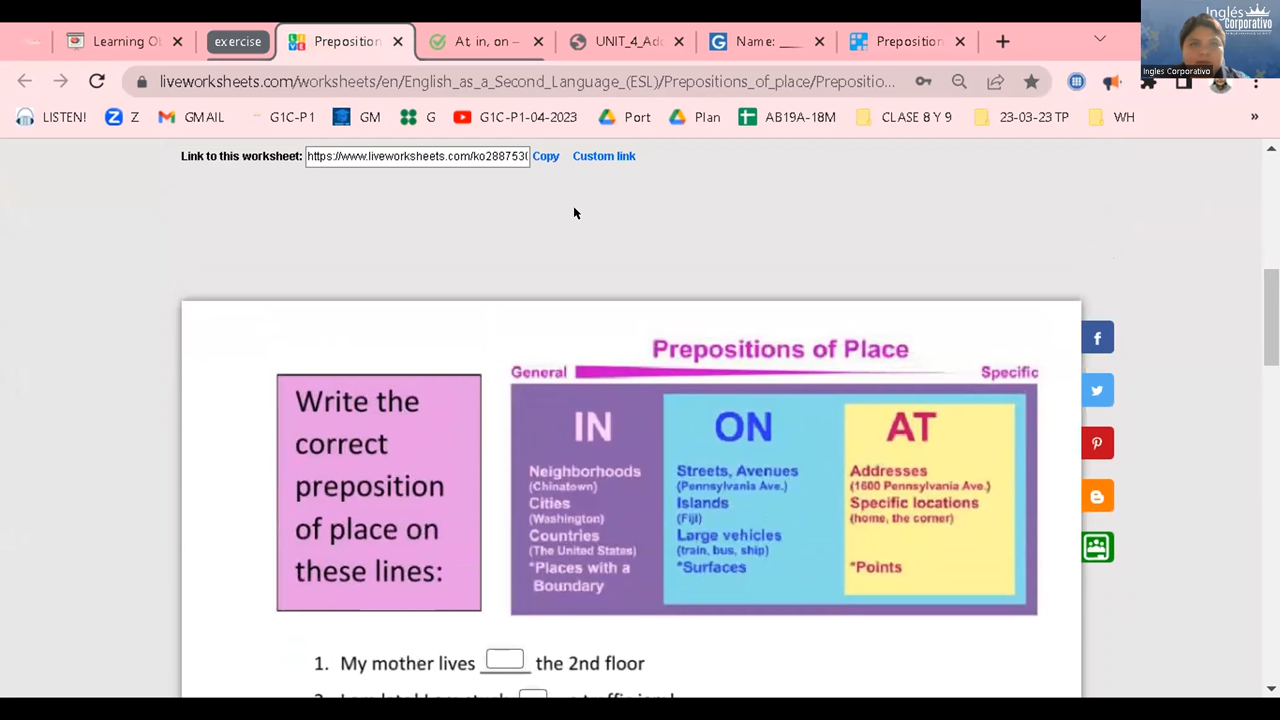 Learning Ob
exercise
Preposition
At, in, on –
UNIT_4_Ad
Name: ____
Preposition
liveworksheets.com/worksheets/en/English_as_a_Second_Language_(ESL)/Prepositions_of_place/Prepositio...
LISTEN!
Z
GMAIL
G1C-P1
GM
G
G1C-P1-04-2023
Port
Plan
AB19A-18M
CLASE 8 Y 9
23-03-23 TP
WH
»
Inglés
Corporativo
Ingles Corporativo
Link to this worksheet: https://www.liveworksheets.com/ko288753 Copy Custom link
Prepositions of Place
General Specific
Write the
correct
preposition
of place on
these lines:
IN
Neighborhoods
(Chinatown)
Cities
(Washington)
Countries
(The United States)
*Places with a
Boundary
ON
Streets, Avenues
(Pennsylvania Ave.)
Islands
(Fiji)
Large vehicles
(train, bus, ship)
*Surfaces
AT
Addresses
(1600 Pennsylvania Ave.)
Specific locations
(home, the corner)
*Points
1. My mother lives ____ the 2nd floor